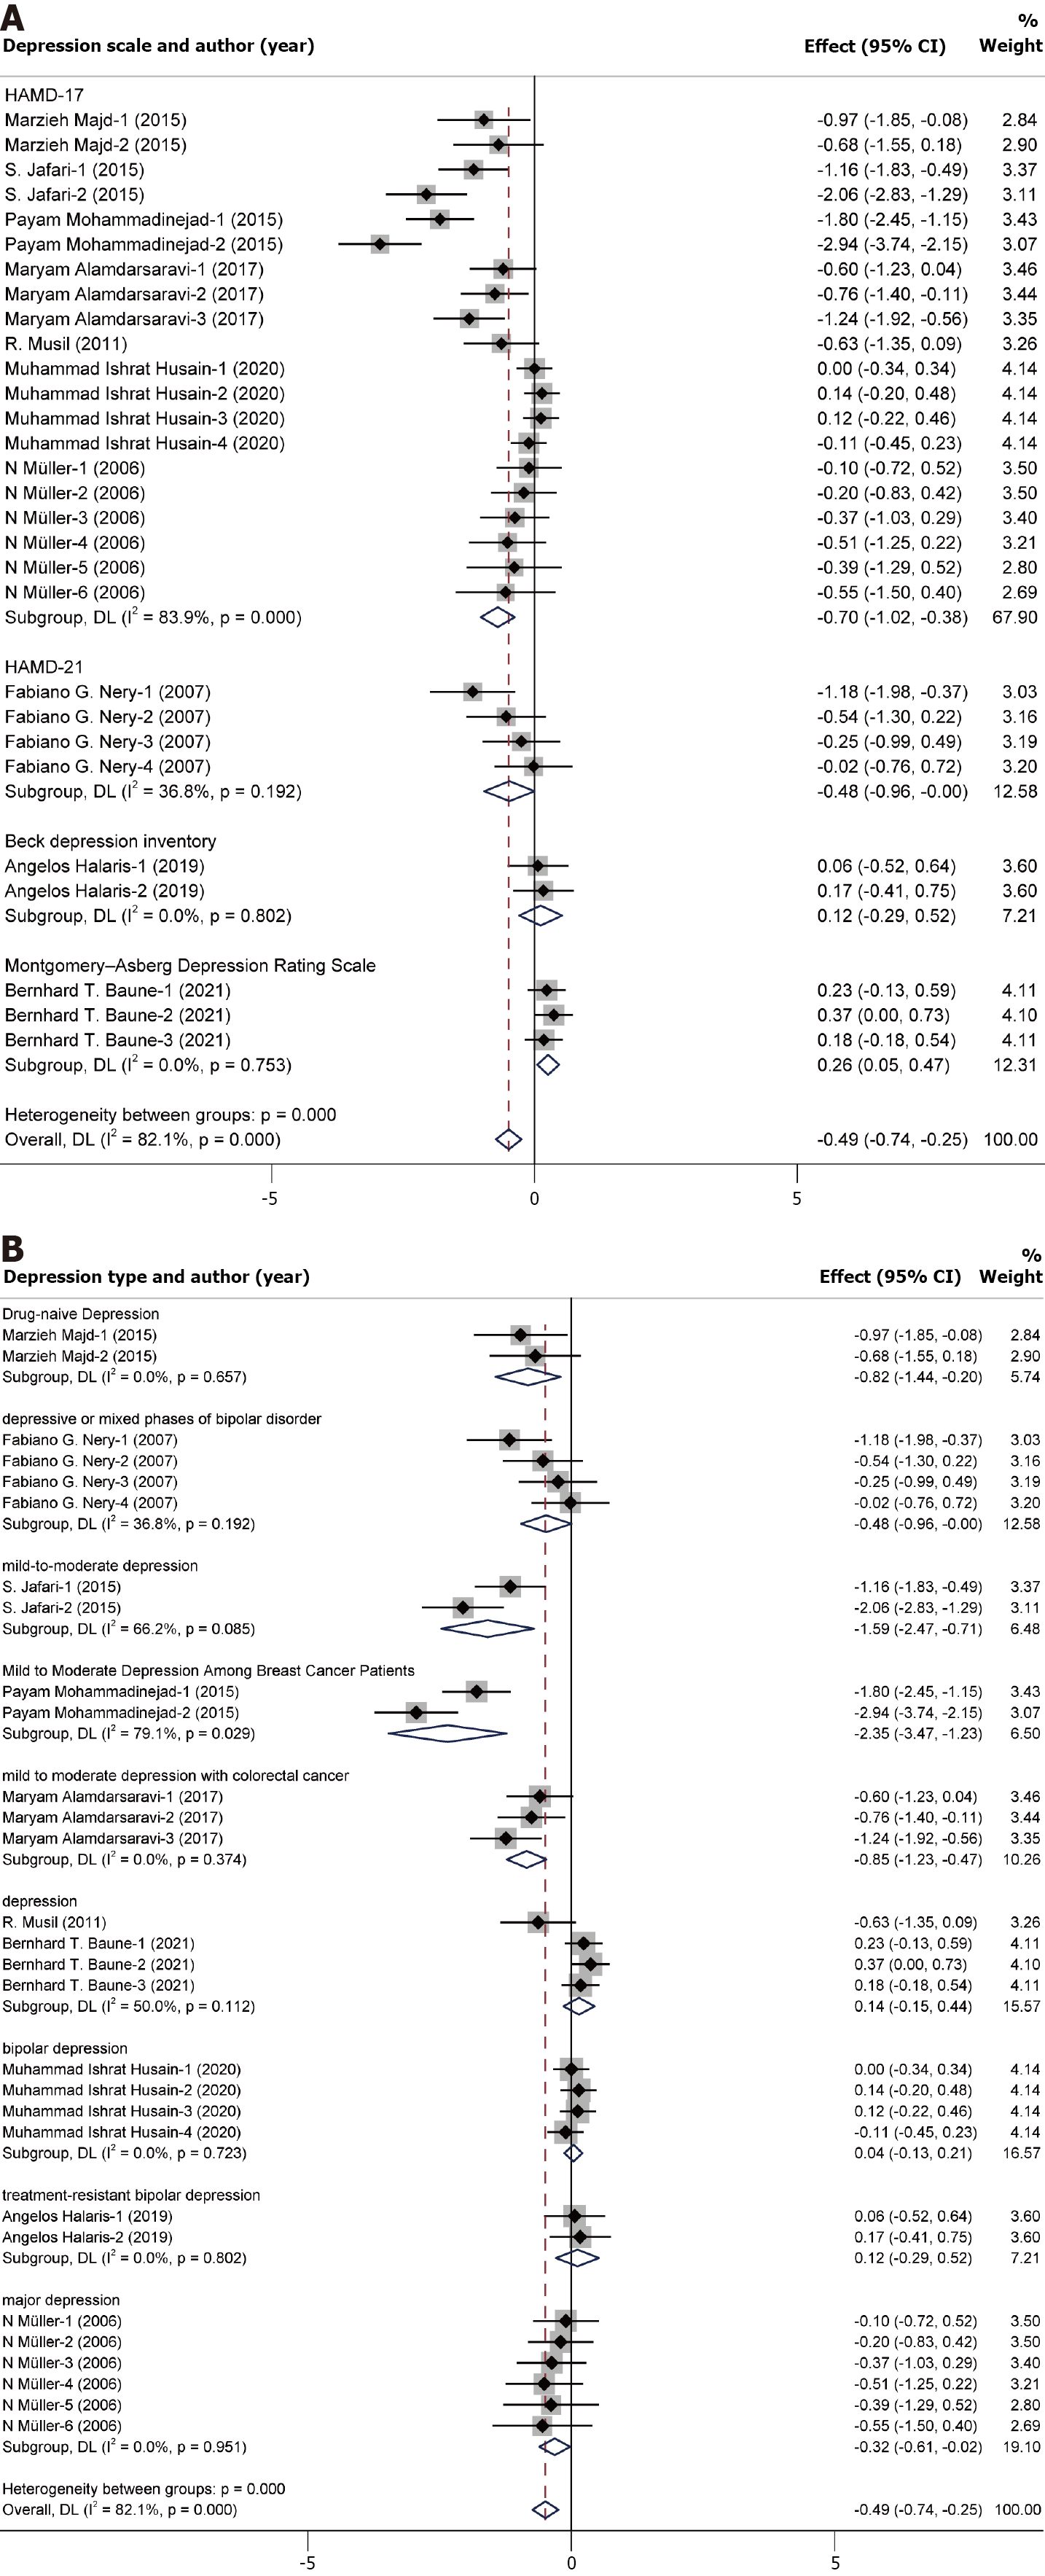 A
%
Depression scale and author (year) Effect (95% CI) Weight
HAMD-17
Marzieh Majd-1 (2015) -0.97 (-1.85, -0.08) 2.84
Marzieh Majd-2 (2015) -0.68 (-1.55, 0.18) 2.90
S. Jafari-1 (2015) -1.16 (-1.83, -0.49) 3.37
S. Jafari-2 (2015) -2.06 (-2.83, -1.29) 3.11
Payam Mohammadinejad-1 (2015) -1.80 (-2.45, -1.15) 3.43
Payam Mohammadinejad-2 (2015) -2.94 (-3.74, -2.15) 3.07
Maryam Alamdarsaravi-1 (2017) -0.60 (-1.23, 0.04) 3.46
Maryam Alamdarsaravi-2 (2017) -0.76 (-1.40, -0.11) 3.44
Maryam Alamdarsaravi-3 (2017) -1.24 (-1.92, -0.56) 3.35
R. Musil (2011) -0.63 (-1.35, 0.09) 3.26
Muhammad Ishrat Husain-1 (2020) 0.00 (-0.34, 0.34) 4.14
Muhammad Ishrat Husain-2 (2020) 0.14 (-0.20, 0.48) 4.14
Muhammad Ishrat Husain-3 (2020) 0.12 (-0.22, 0.46) 4.14
Muhammad Ishrat Husain-4 (2020) -0.11 (-0.45, 0.23) 4.14
N Müller-1 (2006) -0.10 (-0.72, 0.52) 3.50
N Müller-2 (2006) -0.20 (-0.83, 0.42) 3.50
N Müller-3 (2006) -0.37 (-1.03, 0.29) 3.40
N Müller-4 (2006) -0.51 (-1.25, 0.22) 3.21
N Müller-5 (2006) -0.39 (-1.29, 0.52) 2.80
N Müller-6 (2006) -0.55 (-1.50, 0.40) 2.69
Subgroup, DL (I² = 83.9%, p = 0.000) -0.70 (-1.02, -0.38) 67.90
HAMD-21
Fabiano G. Nery-1 (2007) -1.18 (-1.98, -0.37) 3.03
Fabiano G. Nery-2 (2007) -0.54 (-1.30, 0.22) 3.16
Fabiano G. Nery-3 (2007) -0.25 (-0.99, 0.49) 3.19
Fabiano G. Nery-4 (2007) -0.02 (-0.76, 0.72) 3.20
Subgroup, DL (I² = 36.8%, p = 0.192) -0.48 (-0.96, -0.00) 12.58
Beck depression inventory
Angelos Halaris-1 (2019) 0.06 (-0.52, 0.64) 3.60
Angelos Halaris-2 (2019) 0.17 (-0.41, 0.75) 3.60
Subgroup, DL (I² = 0.0%, p = 0.802) 0.12 (-0.29, 0.52) 7.21
Montgomery–Asberg Depression Rating Scale
Bernhard T. Baune-1 (2021) 0.23 (-0.13, 0.59) 4.11
Bernhard T. Baune-2 (2021) 0.37 (0.00, 0.73) 4.10
Bernhard T. Baune-3 (2021) 0.18 (-0.18, 0.54) 4.11
Subgroup, DL (I² = 0.0%, p = 0.753) 0.26 (0.05, 0.47) 12.31
Heterogeneity between groups: p = 0.000
Overall, DL (I² = 82.1%, p = 0.000) -0.49 (-0.74, -0.25) 100.00
-5 0 5
B
%
Depression type and author (year) Effect (95% CI) Weight
Drug-naive Depression
Marzieh Majd-1 (2015) -0.97 (-1.85, -0.08) 2.84
Marzieh Majd-2 (2015) -0.68 (-1.55, 0.18) 2.90
Subgroup, DL (I² = 0.0%, p = 0.657) -0.82 (-1.44, -0.20) 5.74
depressive or mixed phases of bipolar disorder
Fabiano G. Nery-1 (2007) -1.18 (-1.98, -0.37) 3.03
Fabiano G. Nery-2 (2007) -0.54 (-1.30, 0.22) 3.16
Fabiano G. Nery-3 (2007) -0.25 (-0.99, 0.49) 3.19
Fabiano G. Nery-4 (2007) -0.02 (-0.76, 0.72) 3.20
Subgroup, DL (I² = 36.8%, p = 0.192) -0.48 (-0.96, -0.00) 12.58
mild-to-moderate depression
S. Jafari-1 (2015) -1.16 (-1.83, -0.49) 3.37
S. Jafari-2 (2015) -2.06 (-2.83, -1.29) 3.11
Subgroup, DL (I² = 66.2%, p = 0.085) -1.59 (-2.47, -0.71) 6.48
Mild to Moderate Depression Among Breast Cancer Patients
Payam Mohammadinejad-1 (2015) -1.80 (-2.45, -1.15) 3.43
Payam Mohammadinejad-2 (2015) -2.94 (-3.74, -2.15) 3.07
Subgroup, DL (I² = 79.1%, p = 0.029) -2.35 (-3.47, -1.23) 6.50
mild to moderate depression with colorectal cancer
Maryam Alamdarsaravi-1 (2017) -0.60 (-1.23, 0.04) 3.46
Maryam Alamdarsaravi-2 (2017) -0.76 (-1.40, -0.11) 3.44
Maryam Alamdarsaravi-3 (2017) -1.24 (-1.92, -0.56) 3.35
Subgroup, DL (I² = 0.0%, p = 0.374) -0.85 (-1.23, -0.47) 10.26
depression
R. Musil (2011) -0.63 (-1.35, 0.09) 3.26
Bernhard T. Baune-1 (2021) 0.23 (-0.13, 0.59) 4.11
Bernhard T. Baune-2 (2021) 0.37 (0.00, 0.73) 4.10
Bernhard T. Baune-3 (2021) 0.18 (-0.18, 0.54) 4.11
Subgroup, DL (I² = 50.0%, p = 0.112) 0.14 (-0.15, 0.44) 15.57
bipolar depression
Muhammad Ishrat Husain-1 (2020) 0.00 (-0.34, 0.34) 4.14
Muhammad Ishrat Husain-2 (2020) 0.14 (-0.20, 0.48) 4.14
Muhammad Ishrat Husain-3 (2020) 0.12 (-0.22, 0.46) 4.14
Muhammad Ishrat Husain-4 (2020) -0.11 (-0.45, 0.23) 4.14
Subgroup, DL (I² = 0.0%, p = 0.723) 0.04 (-0.13, 0.21) 16.57
treatment-resistant bipolar depression
Angelos Halaris-1 (2019) 0.06 (-0.52, 0.64) 3.60
Angelos Halaris-2 (2019) 0.17 (-0.41, 0.75) 3.60
Subgroup, DL (I² = 0.0%, p = 0.802) 0.12 (-0.29, 0.52) 7.21
major depression
N Müller-1 (2006) -0.10 (-0.72, 0.52) 3.50
N Müller-2 (2006) -0.20 (-0.83, 0.42) 3.50
N Müller-3 (2006) -0.37 (-1.03, 0.29) 3.40
N Müller-4 (2006) -0.51 (-1.25, 0.22) 3.21
N Müller-5 (2006) -0.39 (-1.29, 0.52) 2.80
N Müller-6 (2006) -0.55 (-1.50, 0.40) 2.69
Subgroup, DL (I² = 0.0%, p = 0.951) -0.32 (-0.61, -0.02) 19.10
Heterogeneity between groups: p = 0.000
Overall, DL (I² = 82.1%, p = 0.000) -0.49 (-0.74, -0.25) 100.00
-5 0 5